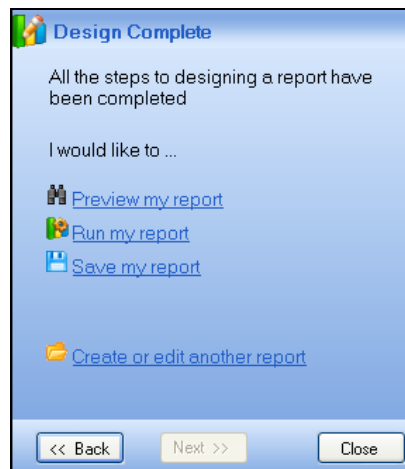 Design Complete
All the steps to designing a report have
been completed
I would like to ...
Preview my report
Run my report
Save my report
Create or edit another report
<< Back Next >> Close